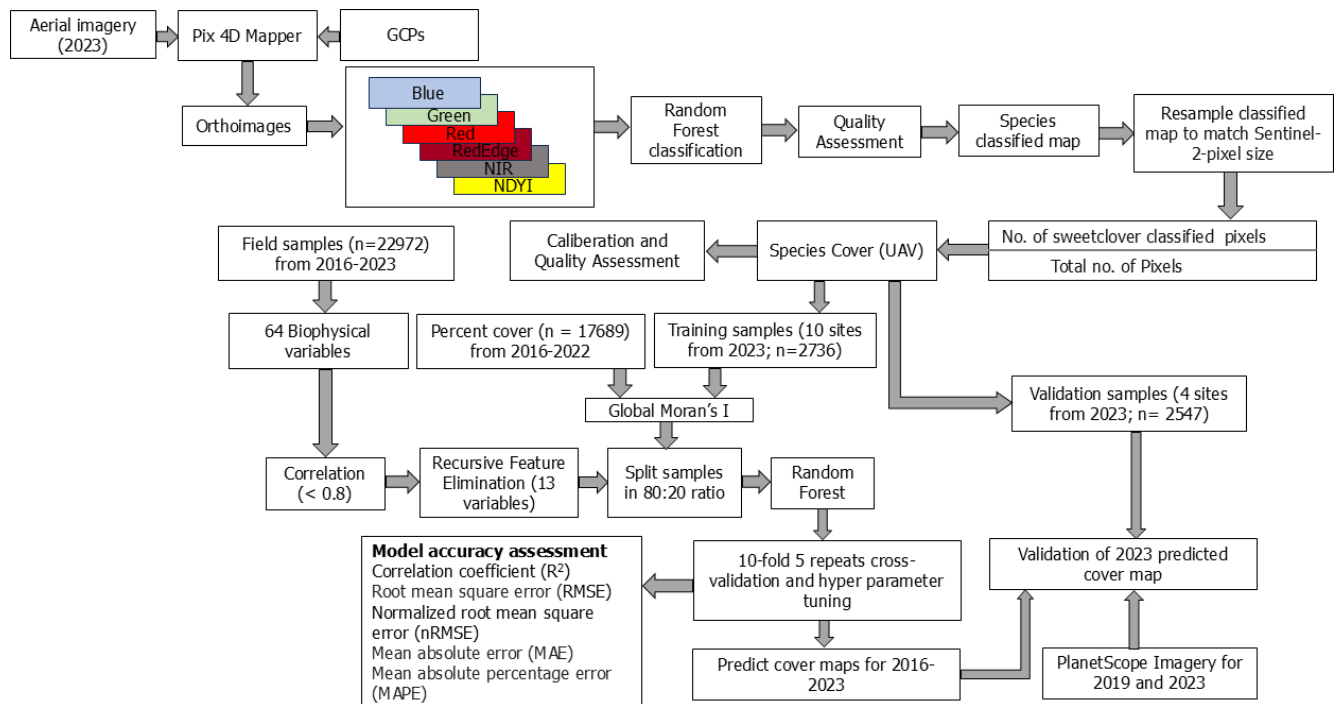 Aerial imagery
(2023)
Pix 4D Mapper
GCPs
Orthoimages
Blue
Green
Red
RedEdge
NIR
NDYI
Random
Forest
classification
Quality
Assessment
Species
classified map
Resample classified
map to match Sentinel-
2-pixel size
No. of sweetclover classified pixels
Total no. of Pixels
Species Cover (UAV)
Caliberation and
Quality Assessment
Field samples (n=22972)
from 2016-2023
64 Biophysical
variables
Percent cover (n = 17689)
from 2016-2022
Training samples (10 sites
from 2023; n=2736)
Validation samples (4 sites
from 2023; n= 2547)
Global Moran's I
Correlation
(< 0.8)
Recursive Feature
Elimination (13
variables)
Split samples
in 80:20 ratio
Random
Forest
Model accuracy assessment
Correlation coefficient (R²)
Root mean square error (RMSE)
Normalized root mean square
error (nRMSE)
Mean absolute error (MAE)
Mean absolute percentage error
(MAPE)
10-fold 5 repeats cross-
validation and hyper parameter
tuning
Validation of 2023 predicted
cover map
Predict cover maps for 2016-
2023
PlanetScope Imagery for
2019 and 2023